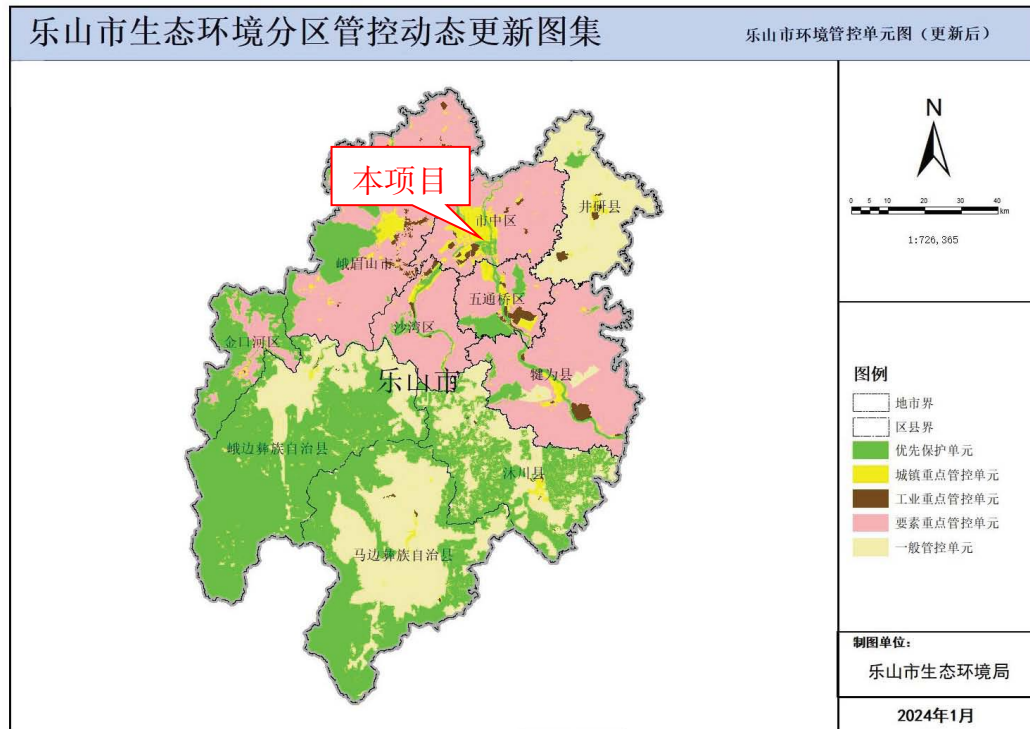 乐山市生态环境分区管控动态更新图集
乐山市环境管控单元图（更新后）
N
本项目
井研县
市中区
峨眉山市
五通桥区
沙湾区
金口河区
犍为县
乐山市
峨边彝族自治县
沐川县
马边彝族自治县
0 5 10 20 30 40
km
1:726,365
图例
地市界
区县界
优先保护单元
城镇重点管控单元
工业重点管控单元
要素重点管控单元
一般管控单元
制图单位：
乐山市生态环境局
2024年1月